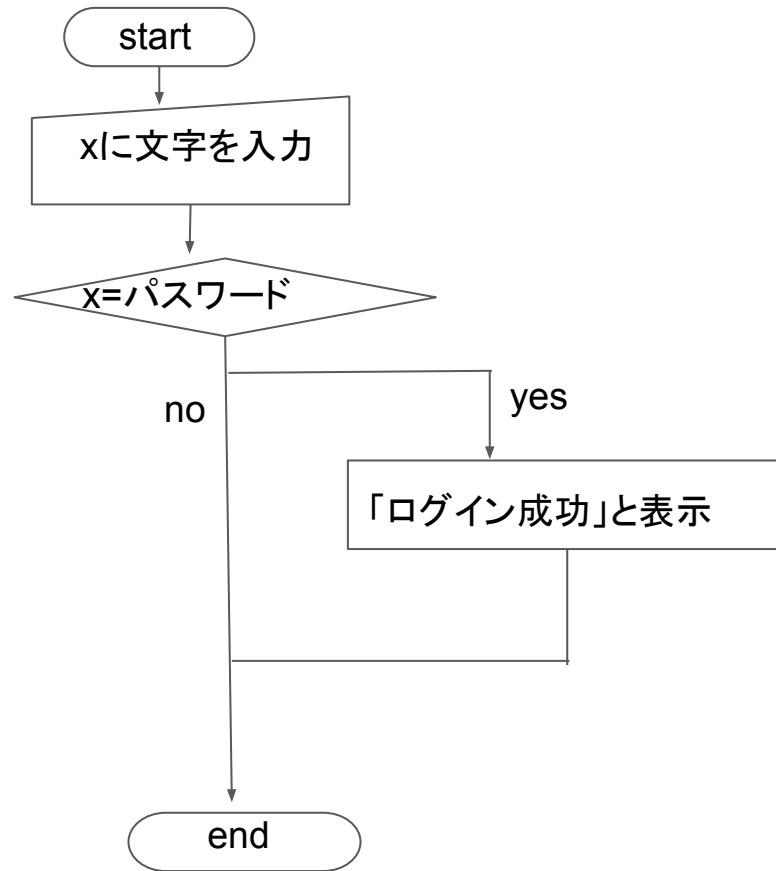 start
xに文字を入力
x=パスワード
no
yes
「ログイン成功」と表示
end